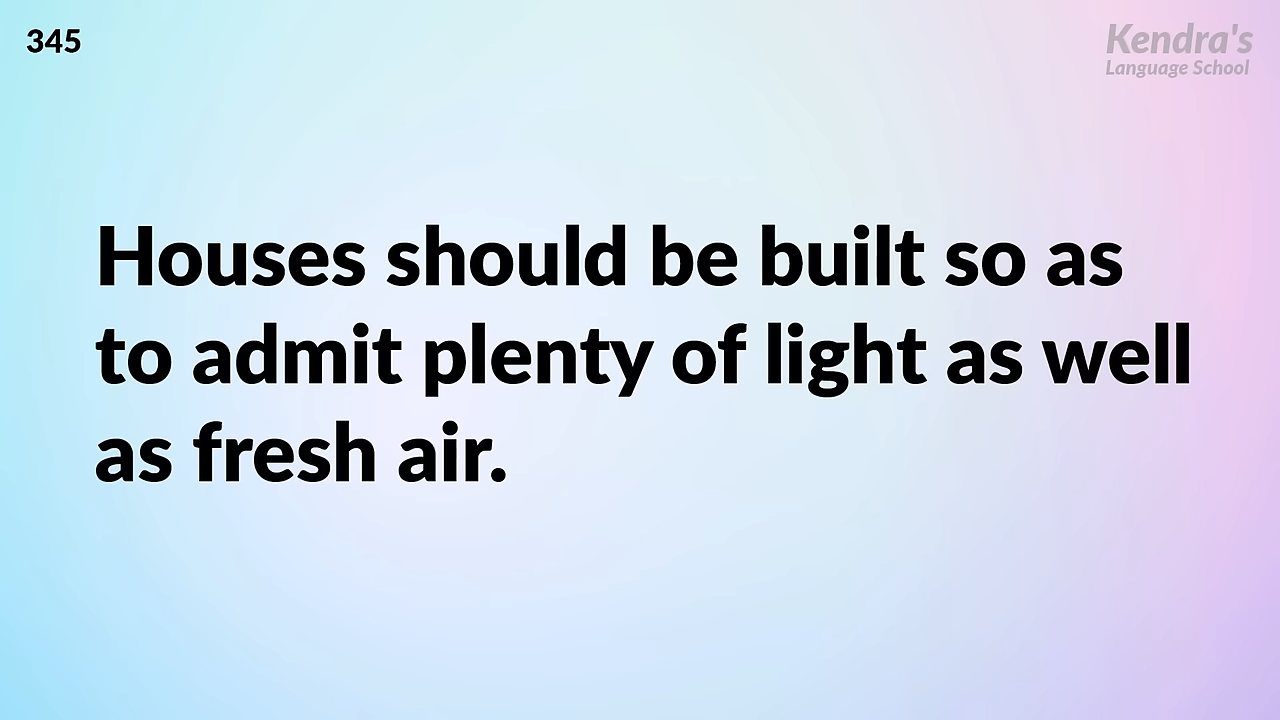 345
Kendra's
Language School
Houses should be built so as
to admit plenty of light as well
as fresh air.